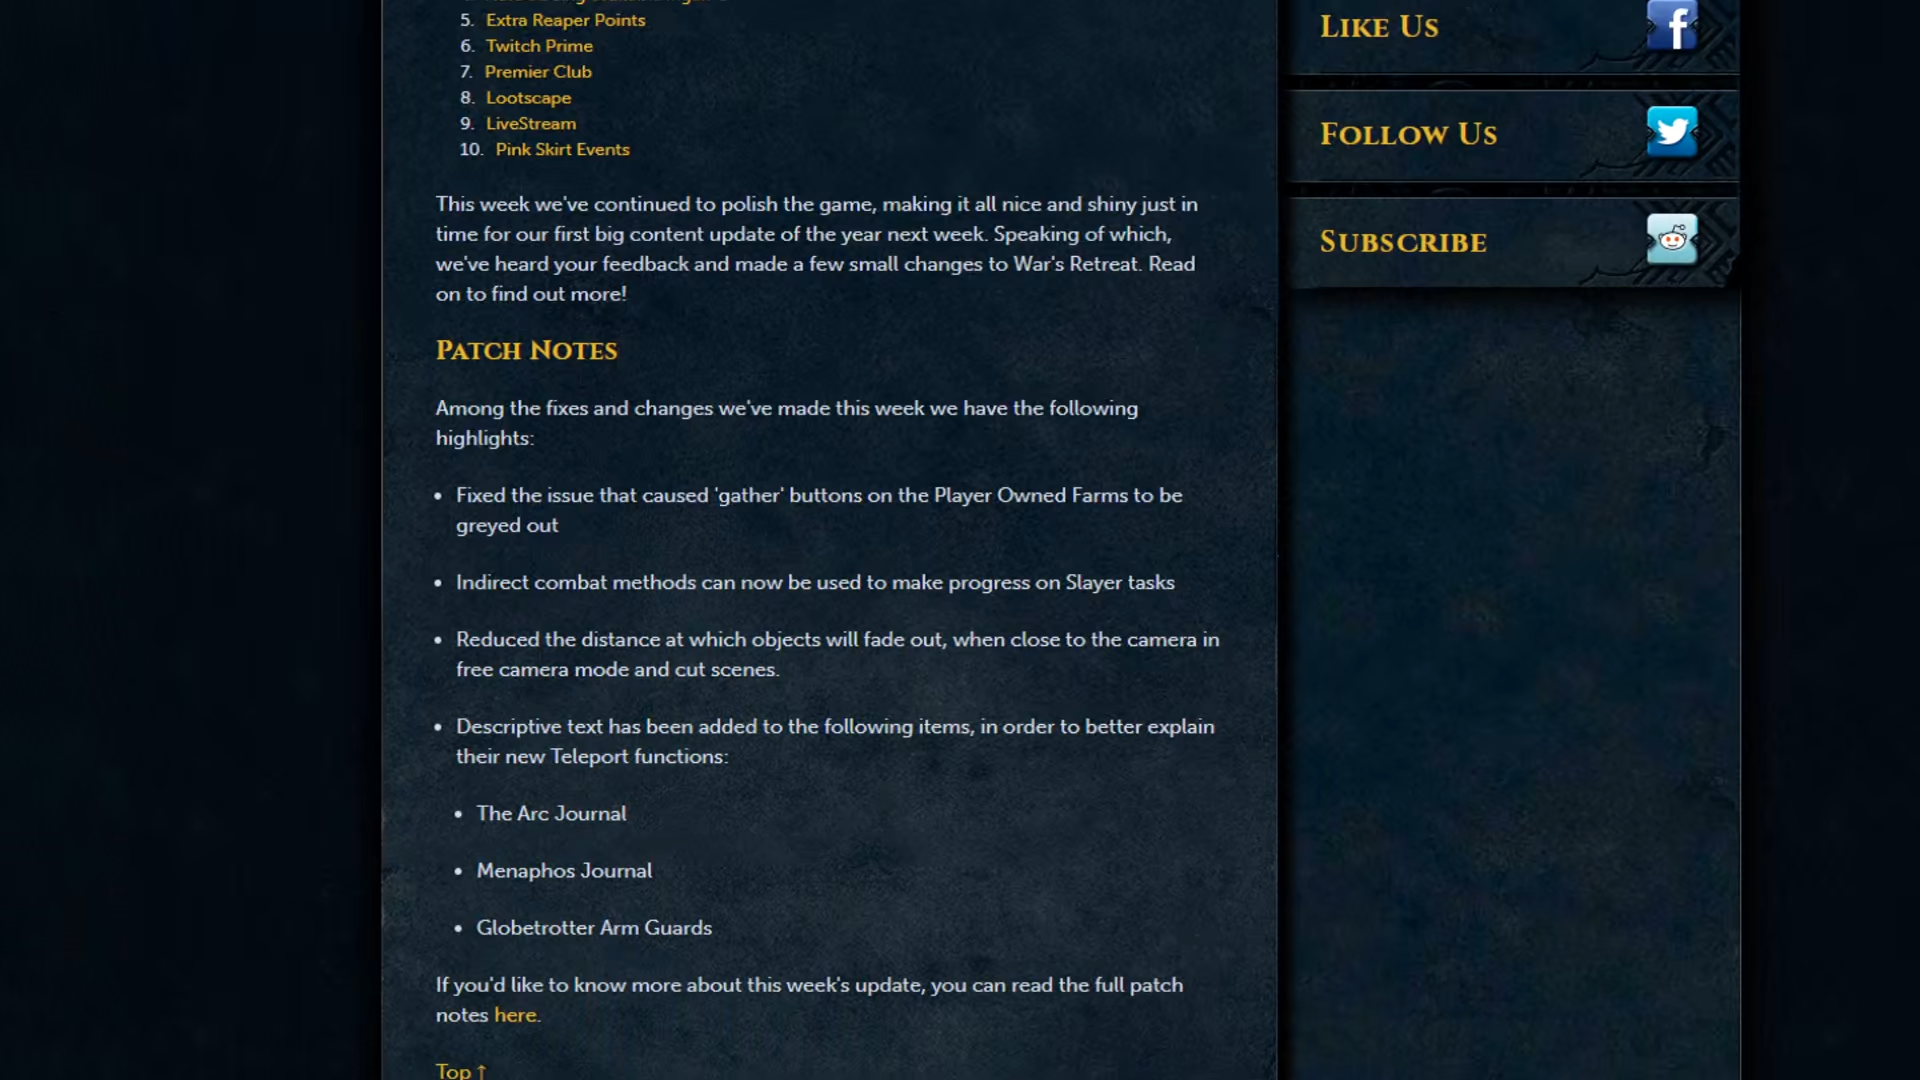 5. Extra Reaper Points
6. Twitch Prime
7. Premier Club
8. Lootscape
9. LiveStream
10. Pink Skirt Events
This week we've continued to polish the game, making it all nice and shiny just in
time for our first big content update of the year next week. Speaking of which,
we've heard your feedback and made a few small changes to War's Retreat. Read
on to find out more!
Patch Notes
Among the fixes and changes we've made this week we have the following
highlights:
• Fixed the issue that caused 'gather' buttons on the Player Owned Farms to be
greyed out
• Indirect combat methods can now be used to make progress on Slayer tasks
• Reduced the distance at which objects will fade out, when close to the camera in
free camera mode and cut scenes.
• Descriptive text has been added to the following items, in order to better explain
their new Teleport functions:
• The Arc Journal
• Menaphos Journal
• Globetrotter Arm Guards
If you'd like to know more about this week's update, you can read the full patch
notes here.
Top ↑
Like Us
Follow Us
Subscribe